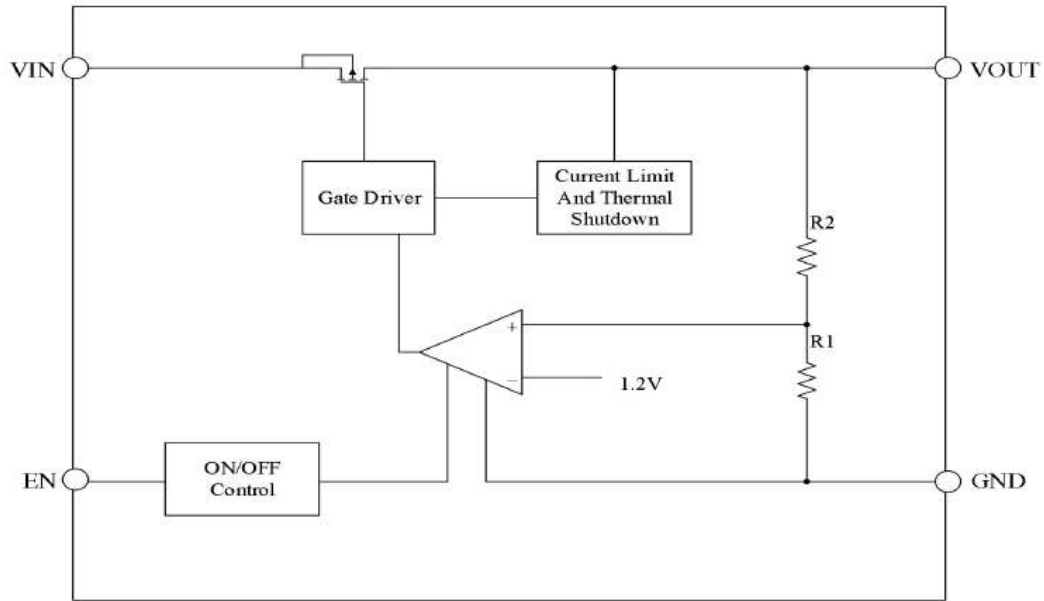 VIN
VOUT
Gate Driver
Current Limit
And Thermal
Shutdown
R2
+
R1
−
1.2V
EN
ON/OFF
Control
GND